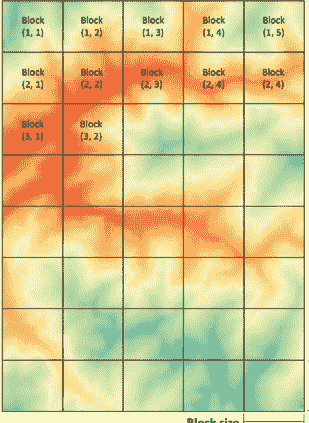 Block
(1, 1)
Block
(1, 2)
Block
(1, 3)
Block
(1, 4)
Block
(1, 5)
Block
(2, 1)
Block
(2, 2)
Block
(2, 3)
Block
(2, 4)
Block
(2, 4)
Block
(3, 1)
Block
(3, 2)
Block size